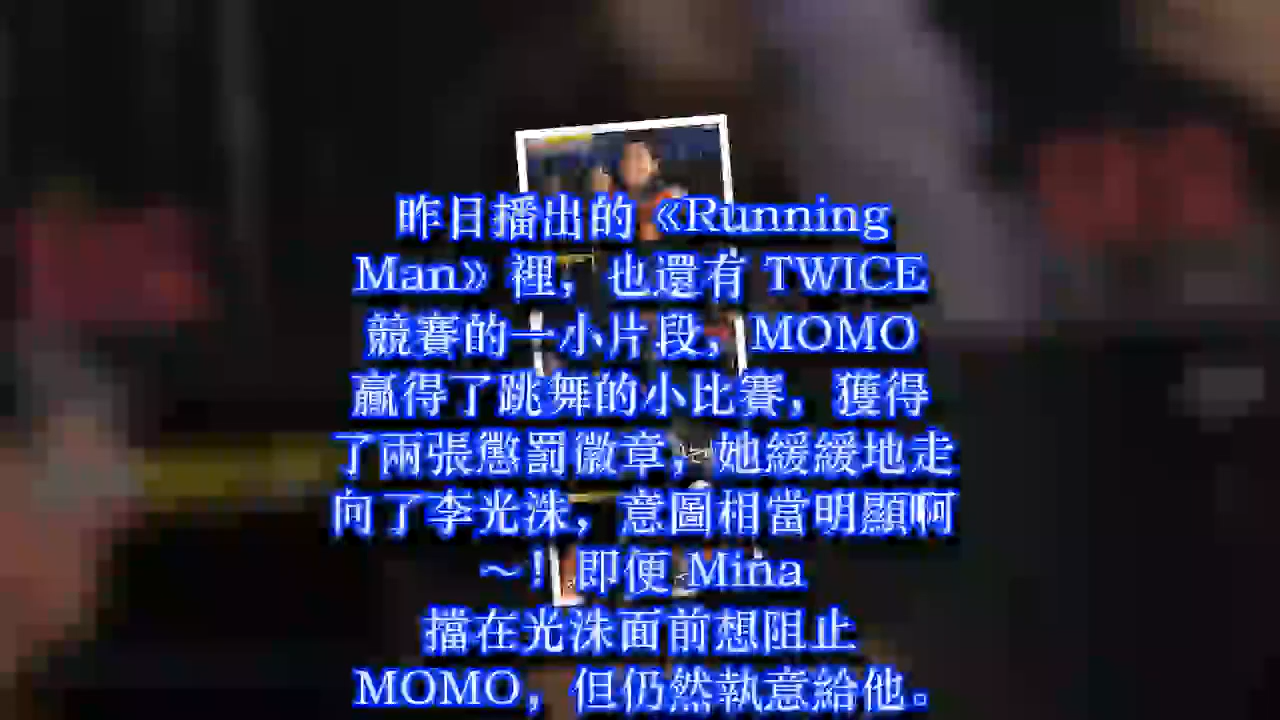 昨日播出的《Running
Man》裡，也還有 TWICE
競賽的一小片段，MOMO
贏得了跳舞的小比賽，獲得
了兩張懲罰徽章，她緩緩地走
向了李光洙，意圖相當明顯啊
～！即便 Mina
擋在光洙面前想阻止
MOMO，但仍然執意給他。